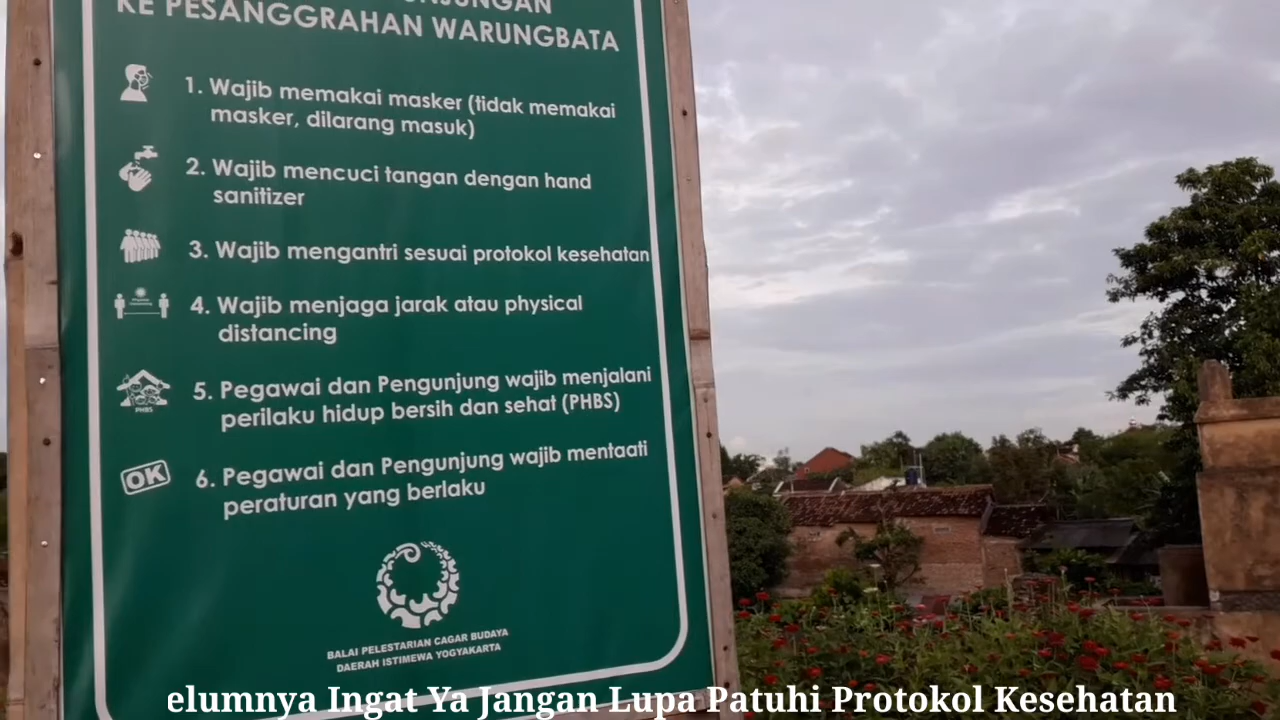 KE PESANGGRAHAN WARUNGBATA
1. Wajib memakai masker (tidak memakai
masker, dilarang masuk)
2. Wajib mencuci tangan dengan hand
sanitizer
3. Wajib mengantri sesuai protokol kesehatan
4. Wajib menjaga jarak atau physical
distancing
PHBS
5. Pegawai dan Pengunjung wajib menjalani
perilaku hidup bersih dan sehat (PHBS)
OK
6. Pegawai dan Pengunjung wajib mentaati
peraturan yang berlaku
BALAI PELESTARIAN CAGAR BUDAYA
DAERAH ISTIMEWA YOGYAKARTA
elumnya Ingat Ya Jangan Lupa Patuhi Protokol Kesehatan